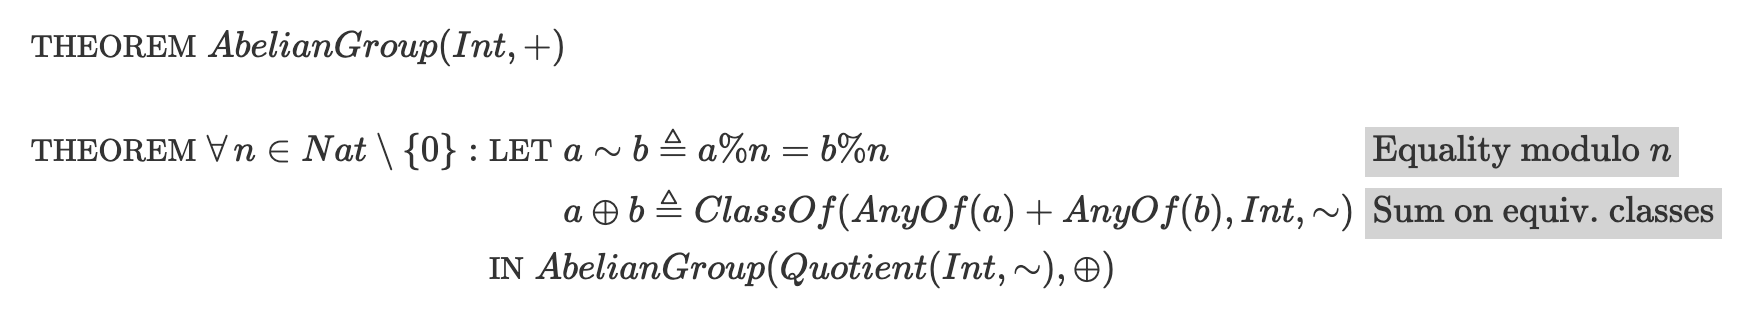 THEOREM AbelianGroup(Int, +)
THEOREM ∀ n ∈ Nat \ {0} : LET a ∼ b ≜ a%n = b%n Equality modulo n
a ⊕ b ≜ ClassOf(AnyOf(a) + AnyOf(b), Int, ∼) Sum on equiv. classes
IN AbelianGroup(Quotient(Int, ∼), ⊕)